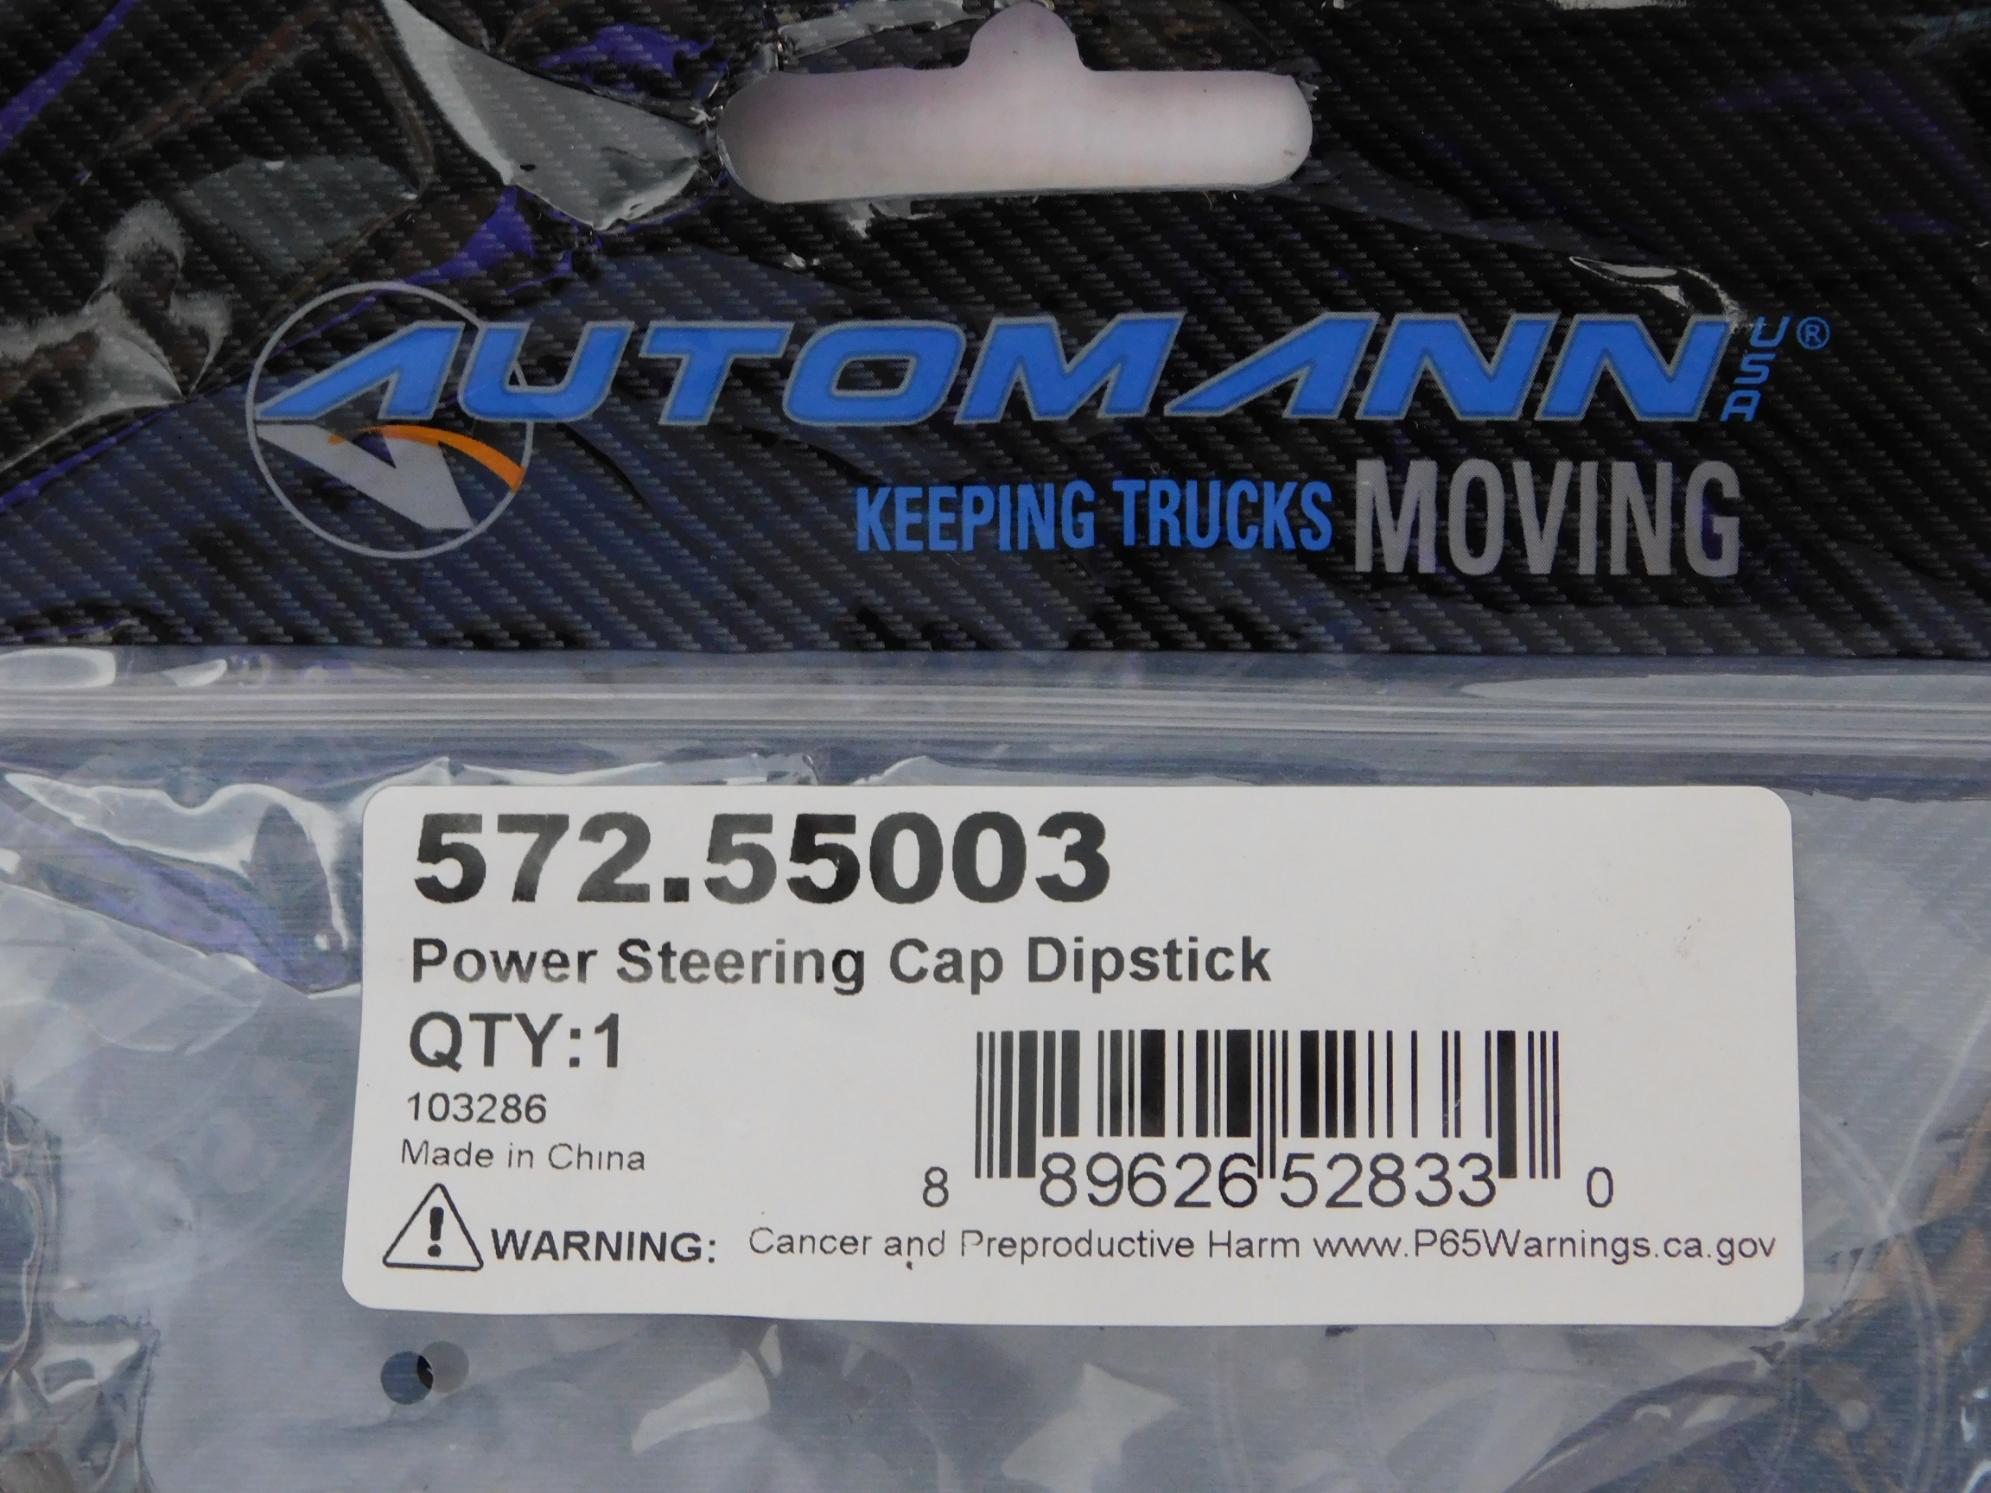 AUTOMANN USA®
KEEPING TRUCKS MOVING
572.55003
Power Steering Cap Dipstick
QTY:1
103286
Made in China
8 89626 52833 0
WARNING: Cancer and Preproductive Harm www.P65Warnings.ca.gov